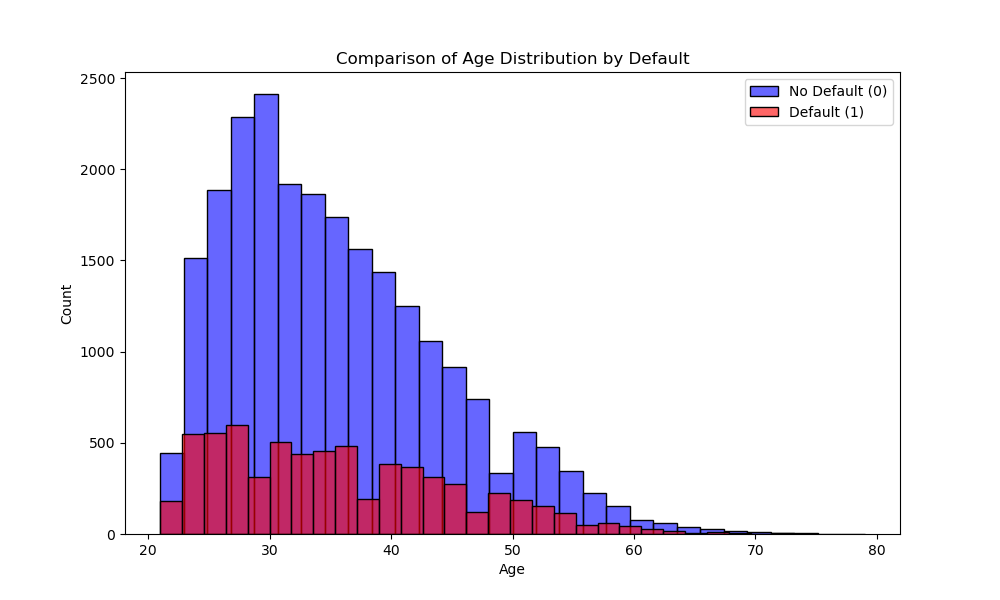 Comparison of Age Distribution by Default
No Default (0)
Default (1)
Count
2500
2000
1500
1000
500
0
20 30 40 50 60 70 80
Age